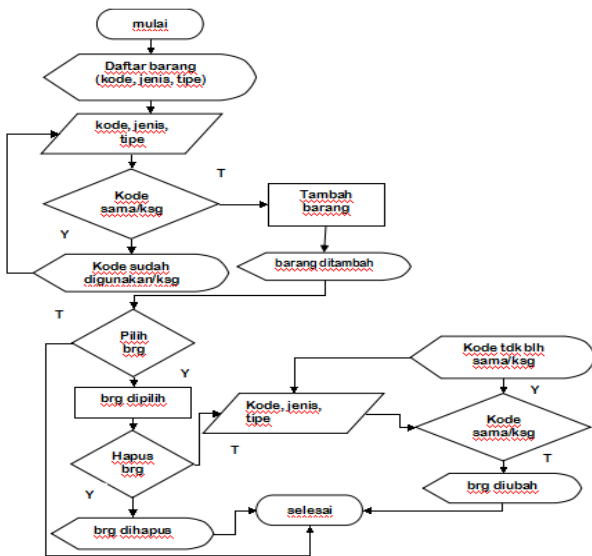 mulai
Daftar barang
(kode, jenis, tipe)
kode, jenis,
tipe
T
Kode
sama/ksg
Tambah
barang
Y
Kode sudah
digunakan/ksg
barang ditambah
T
Pilih
brg
Kode tdk blh
sama/ksg
Y
Y
brg dipilih
Kode, jenis,
tipe
Kode
sama/ksg
T
Hapus
brg
T
Y
brg diubah
brg dihapus
selesai